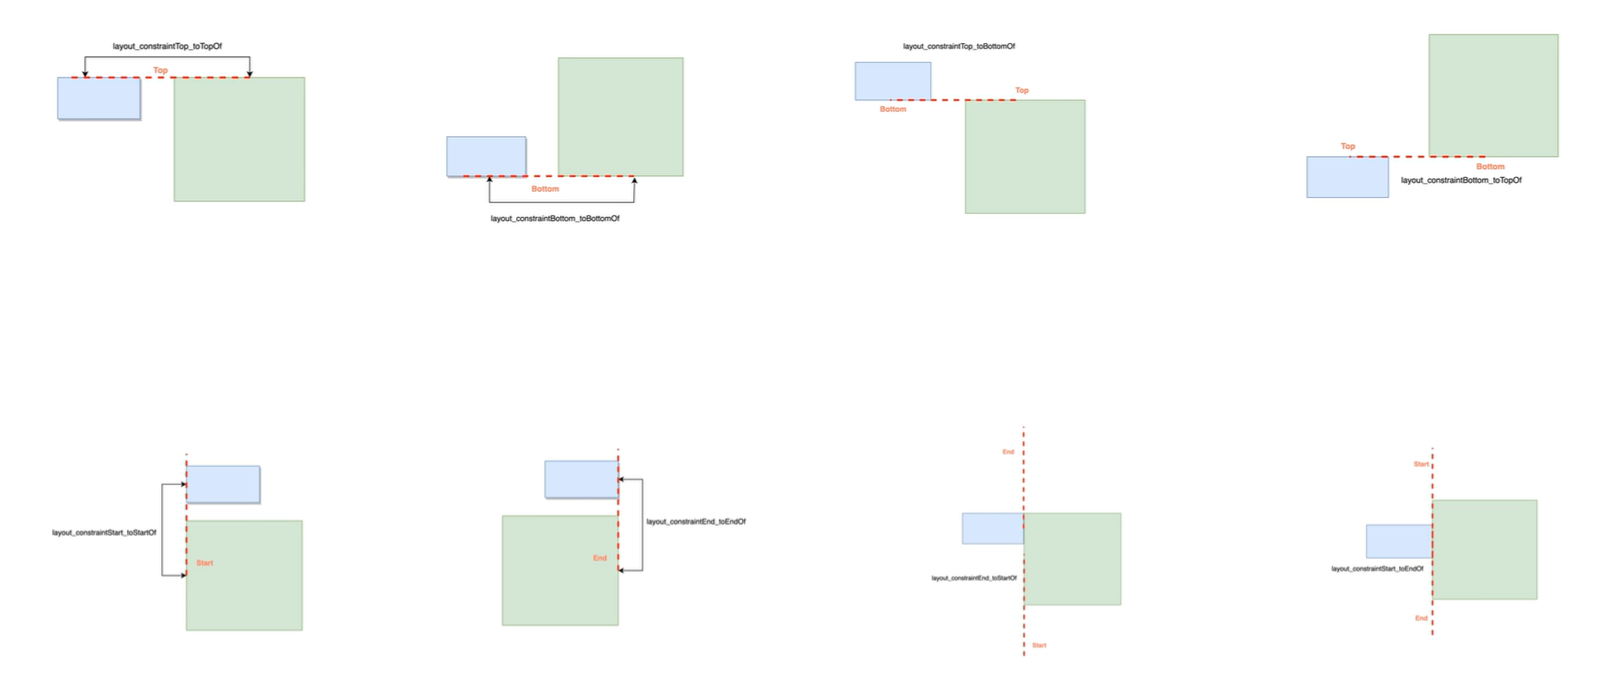 layout_constraintTop_toTopOf
Top
layout_constraintTop_toBottomOf
Top
Bottom
Top
Bottom
layout_constraintBottom_toTopOf
Bottom
layout_constraintBottom_toBottomOf
layout_constraintStart_toStartOf
Start
layout_constraintEnd_toEndOf
End
End
layout_constraintEnd_toStartOf
Start
Start
layout_constraintStart_toEndOf
End